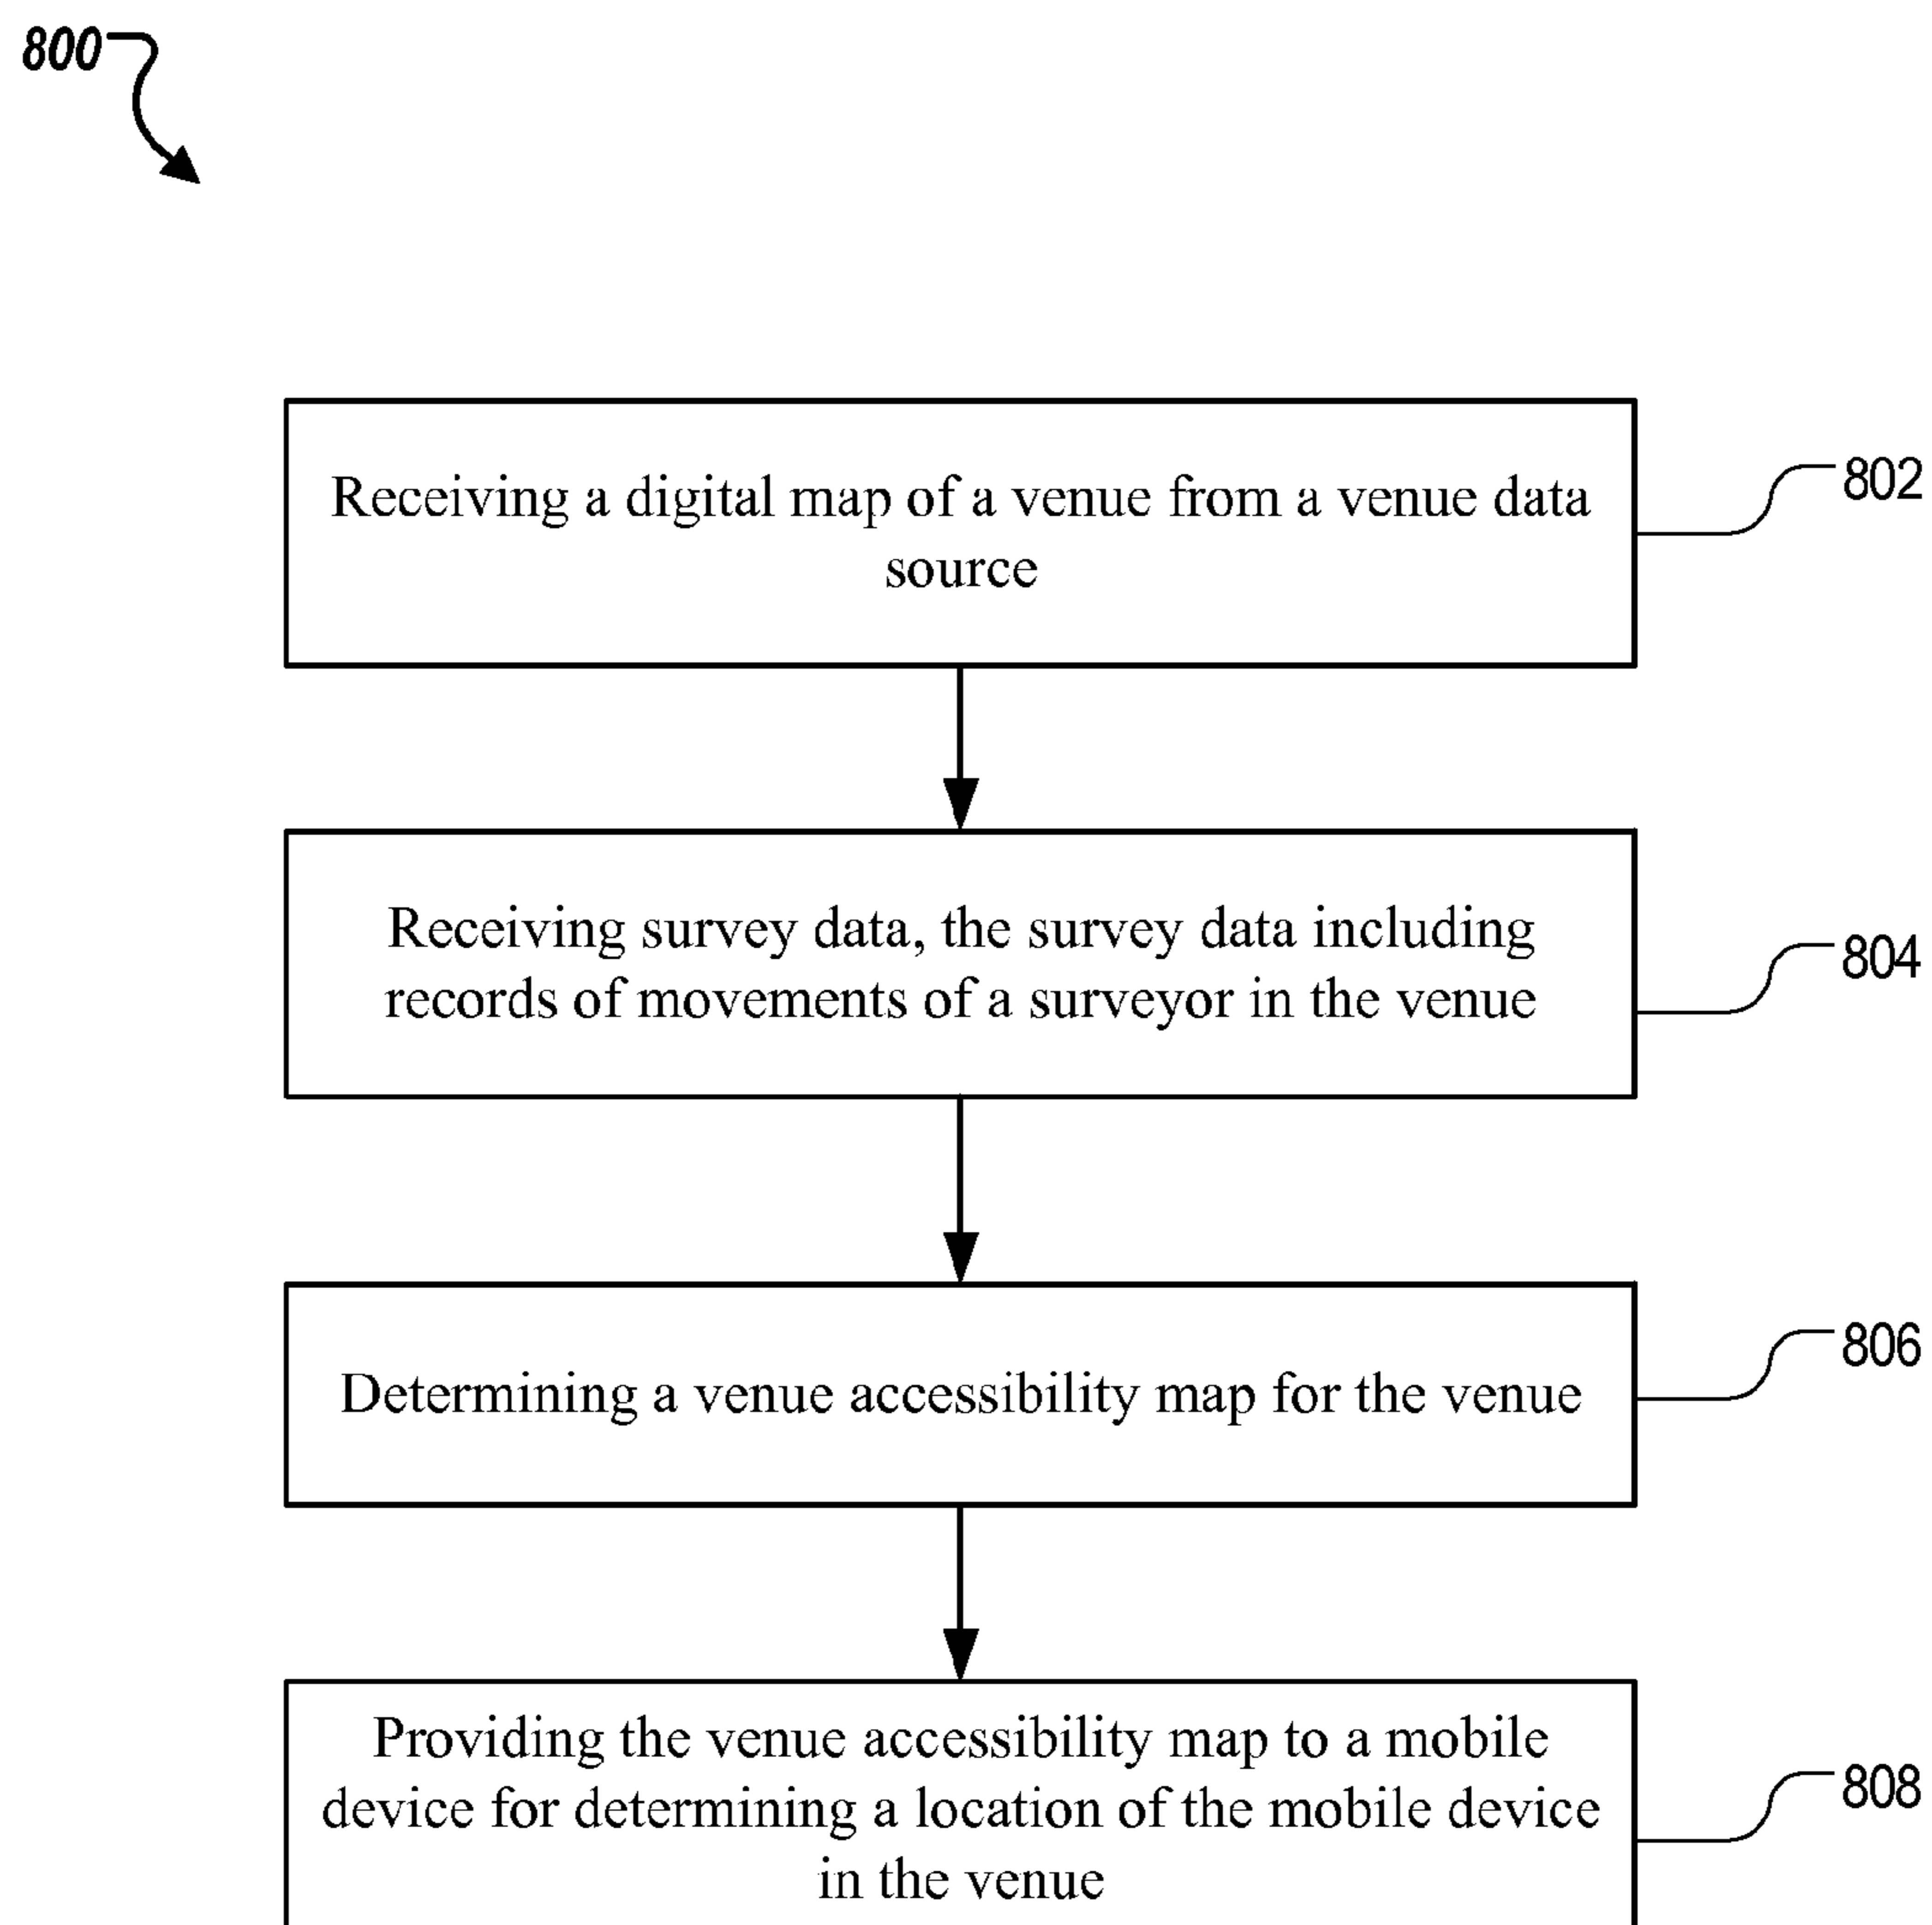 800
Receiving a digital map of a venue from a venue data
source
802
Receiving survey data, the survey data including
records of movements of a surveyor in the venue
804
Determining a venue accessibility map for the venue
806
Providing the venue accessibility map to a mobile
device for determining a location of the mobile device
in the venue
808